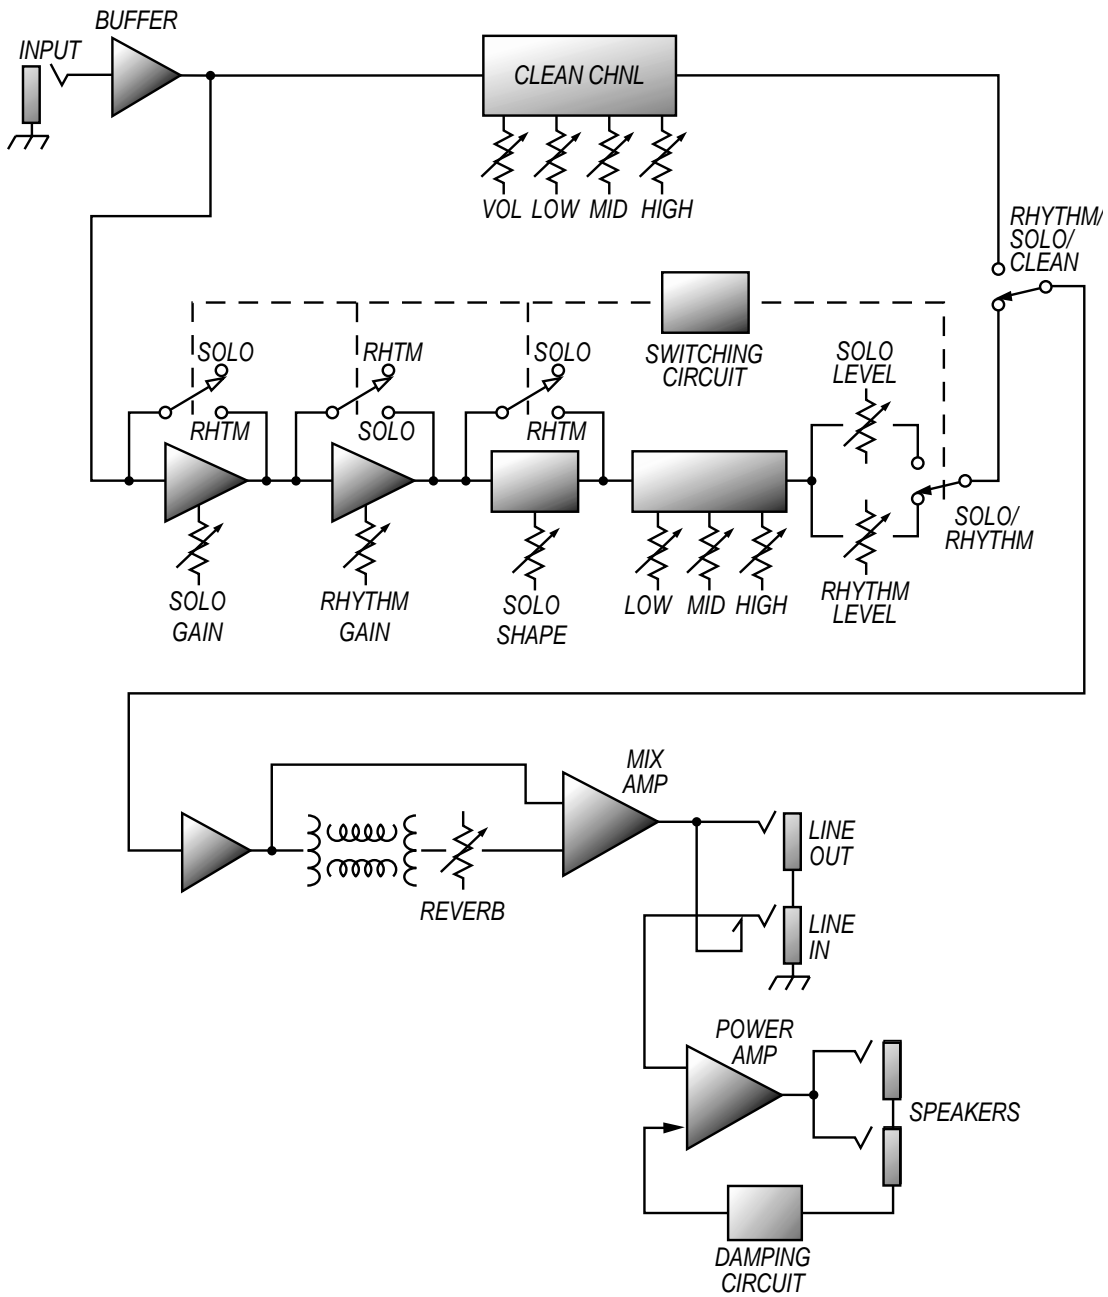 BUFFER
INPUT
CLEAN CHNL
VOL LOW MID HIGH
RHYTHM/
SOLO/
CLEAN
SOLO
RHTM
RHTM
SOLO
SOLO
RHTM
SWITCHING
CIRCUIT
SOLO
LEVEL
SOLO/
RHYTHM
SOLO
GAIN
RHYTHM
GAIN
SOLO
SHAPE
LOW MID HIGH
RHYTHM
LEVEL
MIX
AMP
LINE
OUT
REVERB
LINE
IN
POWER
AMP
SPEAKERS
DAMPING
CIRCUIT